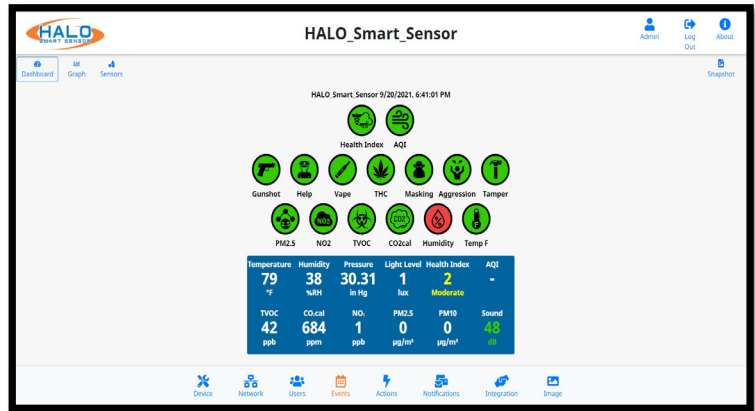 HALO
SMART SENSOR
HALO_Smart_Sensor
Admin
Log
Out
About
Dashboard Graph Sensors
Snapshot
HALO_Smart_Sensor 9/20/2021, 6:41:01 PM
Health Index AQI
Gunshot Help Vape THC Masking Aggression Tamper
NO2
CO2
PM2.5 NO2 TVOC CO2cal Humidity Temp F
Temperature Humidity Pressure Light Level Health Index AQI
79 38 30.31 1 2 -
°F %RH in Hg lux Moderate
TVOC CO₂cal NO₂ PM2.5 PM10 Sound
42 684 1 0 0 48
ppb ppm ppb µg/m³ µg/m³ dB
Device Network Users Events Actions Notifications Integration Image